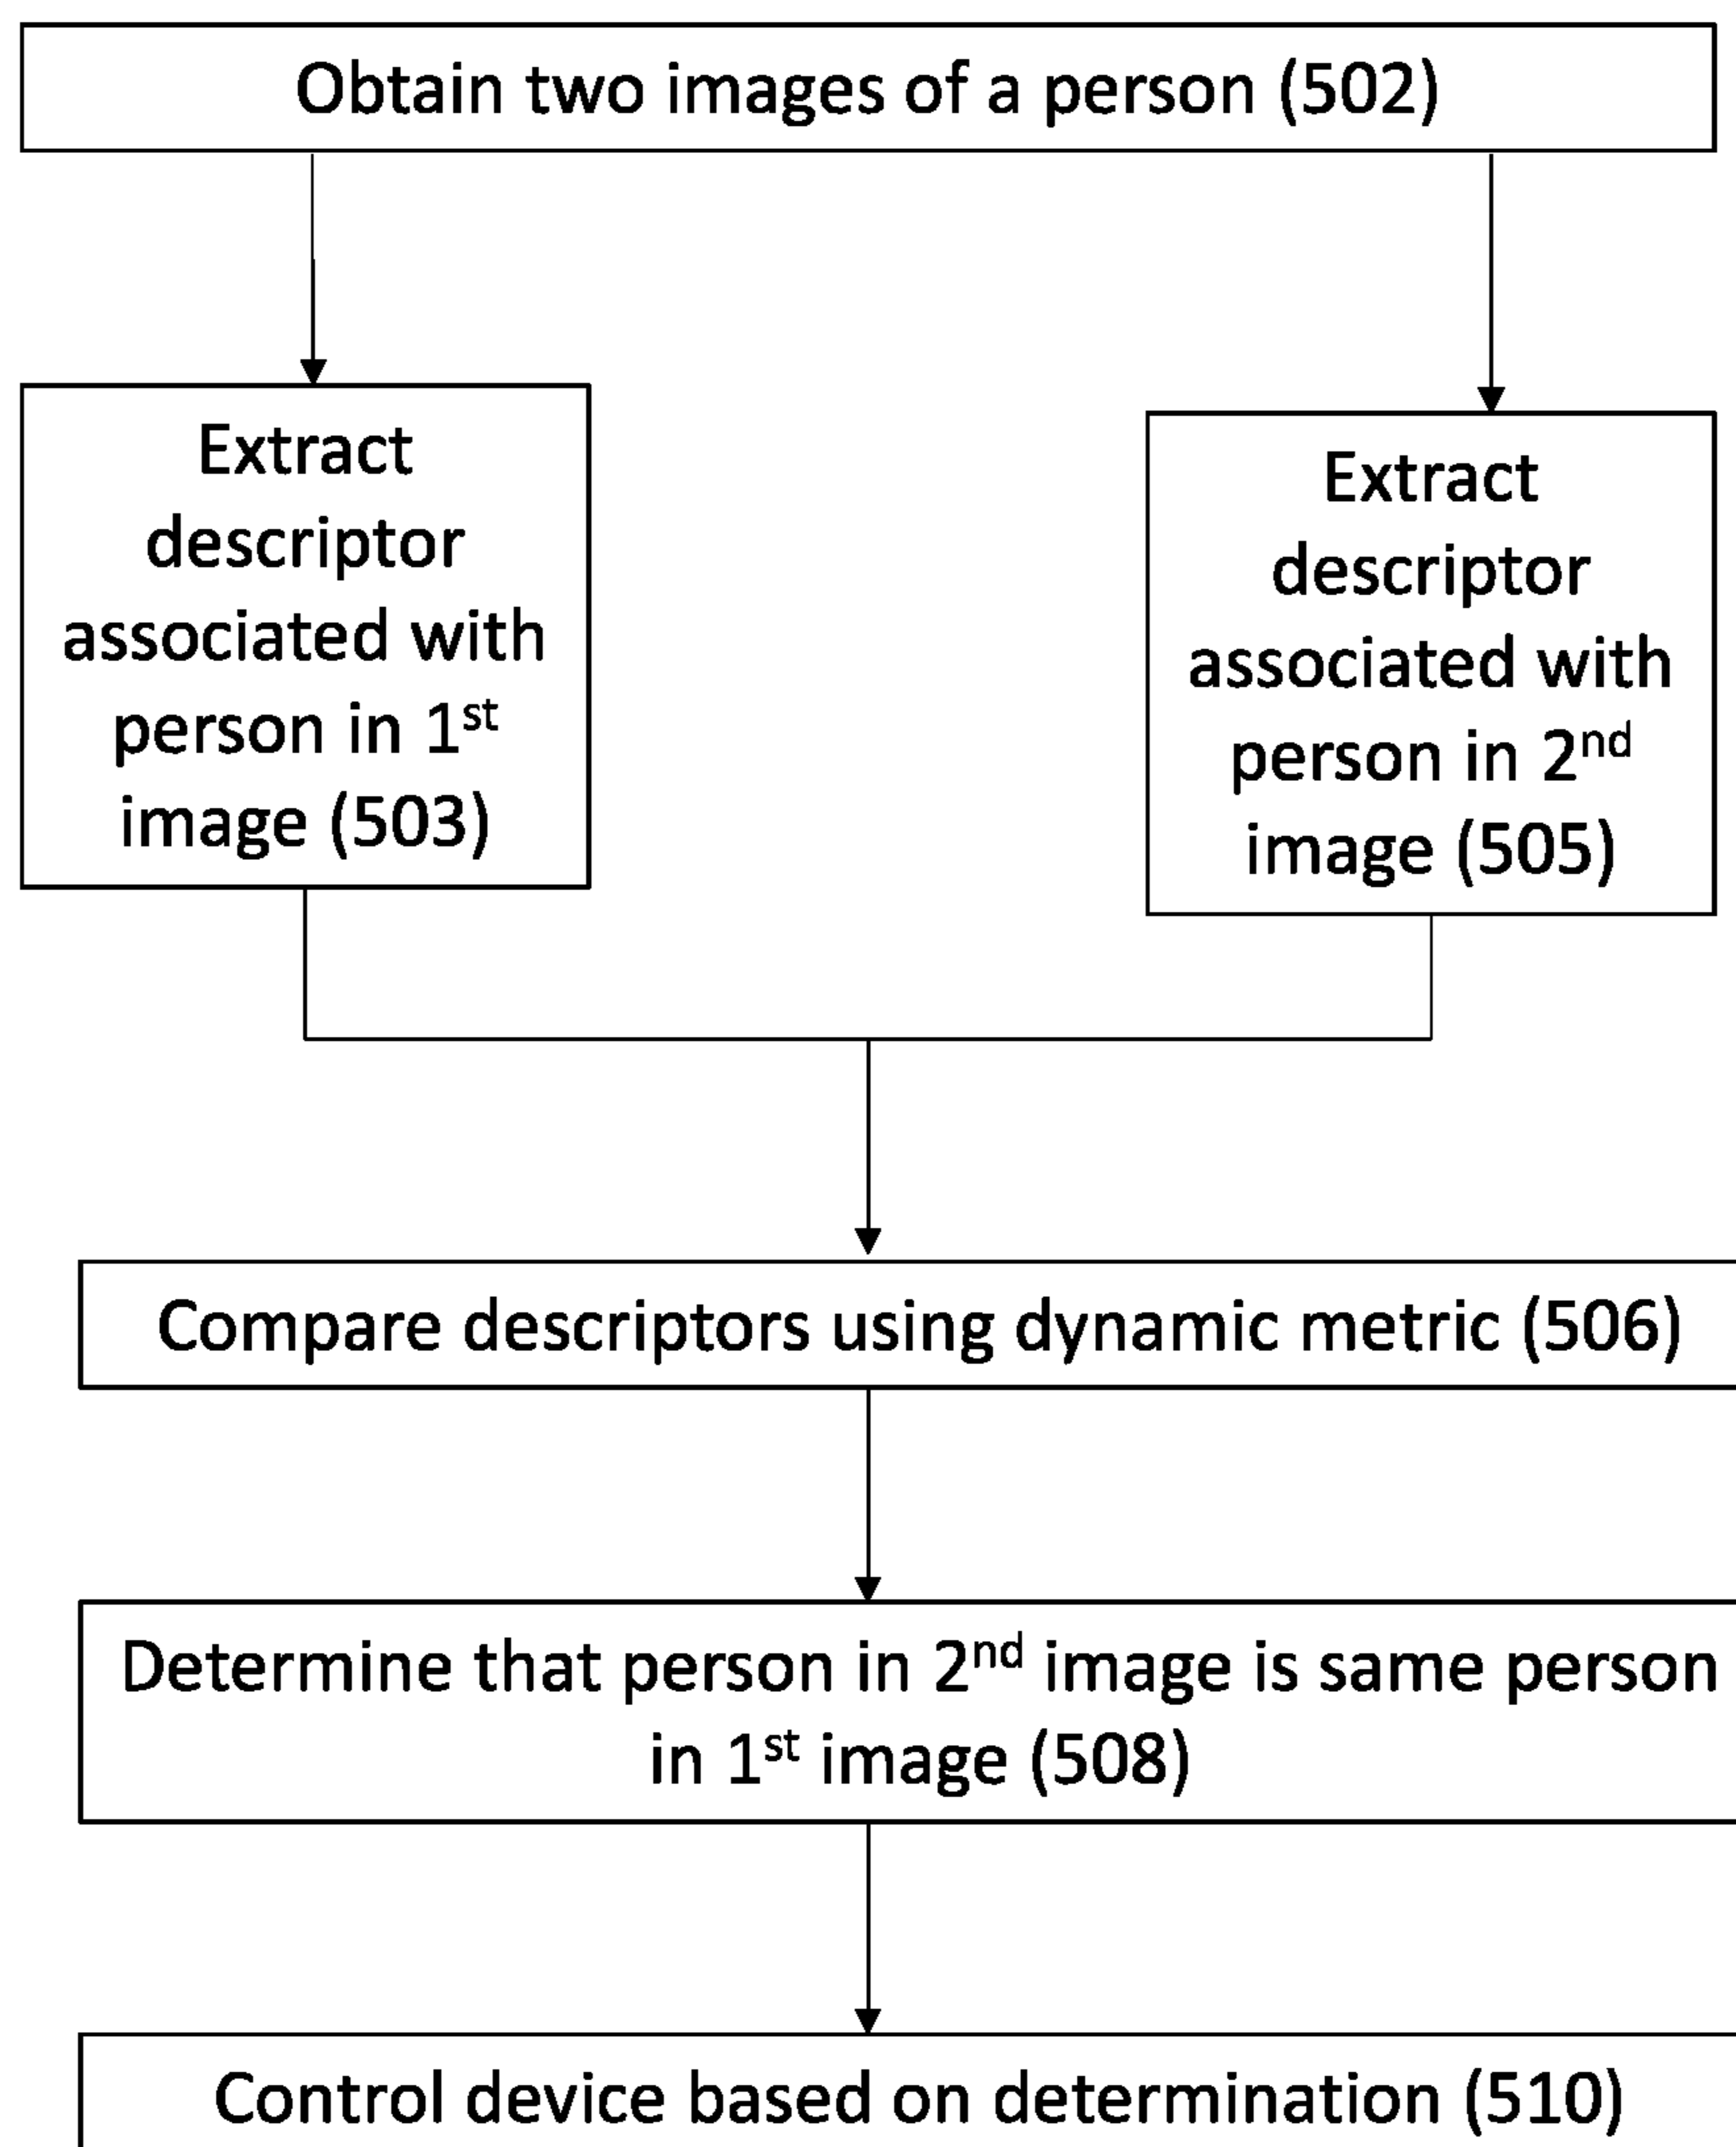 Obtain two images of a person (502)
Extract
descriptor
associated with
person in 1st
image (503)
Extract
descriptor
associated with
person in 2nd
image (505)
Compare descriptors using dynamic metric (506)
Determine that person in 2nd image is same person
in 1st image (508)
Control device based on determination (510)